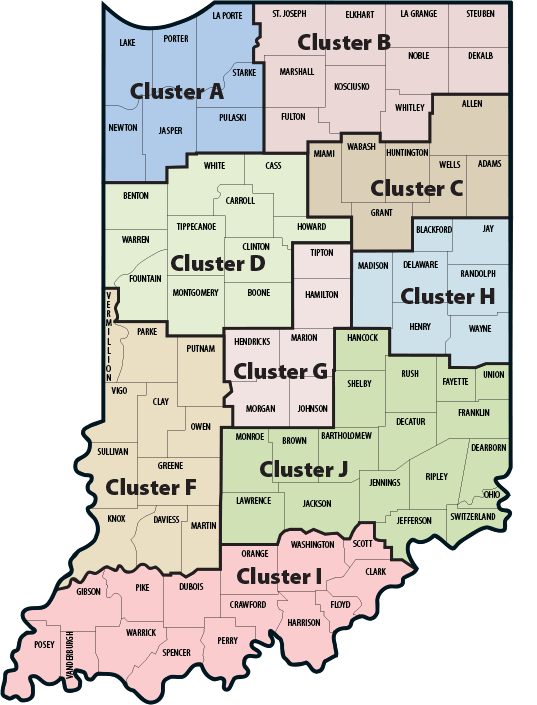 LA PORTE
ST. JOSEPH
ELKHART
LA GRANGE
STEUBEN
LAKE
PORTER
Cluster B
NOBLE
DEKALB
STARKE
MARSHALL
KOSCIUSKO
Cluster A
WHITLEY
ALLEN
NEWTON
JASPER
PULASKI
FULTON
MIAMI
WABASH
HUNTINGTON
WELLS
ADAMS
WHITE
CASS
Cluster C
BENTON
CARROLL
GRANT
TIPPECANOE
HOWARD
BLACKFORD
JAY
WARREN
CLINTON
TIPTON
Cluster D
MADISON
DELAWARE
RANDOLPH
FOUNTAIN
MONTGOMERY
BOONE
HAMILTON
Cluster H
VERMILLION
HENRY
WAYNE
PARKE
PUTNAM
HENDRICKS
MARION
HANCOCK
Cluster G
SHELBY
RUSH
FAYETTE
UNION
VIGO
CLAY
MORGAN
JOHNSON
FRANKLIN
OWEN
DECATUR
MONROE
BROWN
BARTHOLOMEW
SULLIVAN
GREENE
Cluster J
DEARBORN
Cluster F
JENNINGS
RIPLEY
OHIO
LAWRENCE
JACKSON
KNOX
DAVIESS
MARTIN
JEFFERSON
SWITZERLAND
ORANGE
WASHINGTON
SCOTT
Cluster I
CLARK
GIBSON
PIKE
DUBOIS
CRAWFORD
FLOYD
HARRISON
POSEY
VANDERBURGH
WARRICK
SPENCER
PERRY